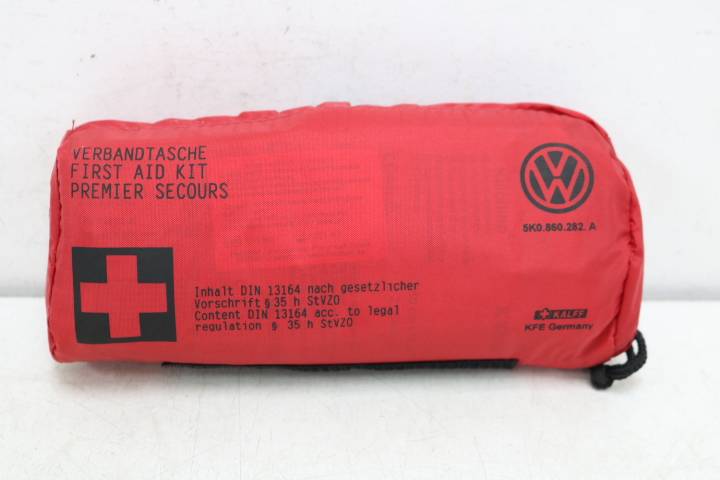 VERBANDTASCHE
FIRST AID KIT
PREMIER SECOURS
5K0.860.282. A
Inhalt DIN 13164 nach gesetzlicher
Vorschrift § 35 h StVZO
Content DIN 13164 acc. to legal
regulation § 35 h StVZO
KALFF
KFE Germany